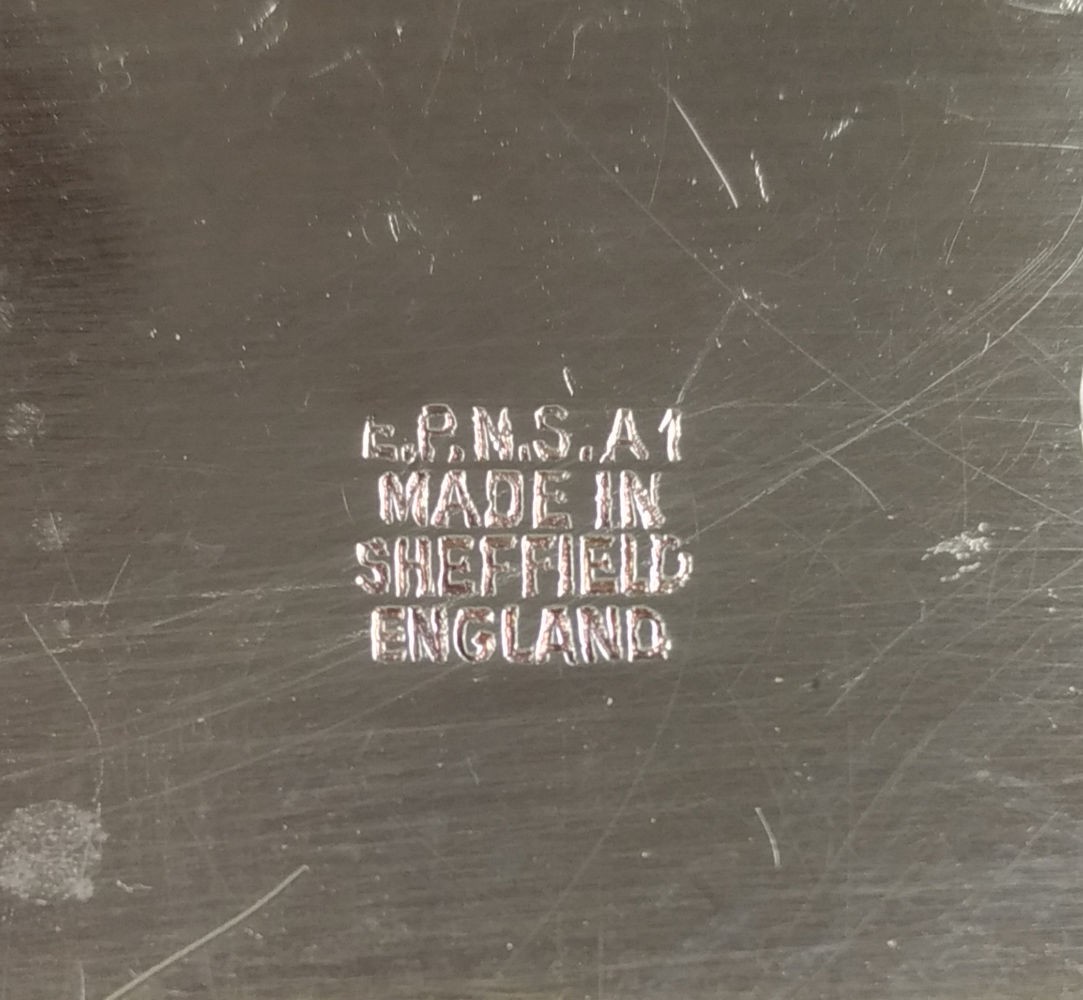 E.P.N.S. A1
MADE IN
SHEFFIELD
ENGLAND